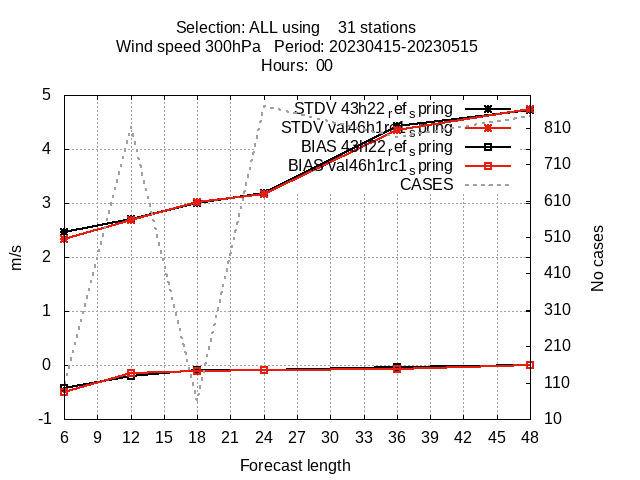 Selection: ALL using 31 stations
Wind speed 300hPa Period: 20230415-20230515
Hours: 00
STDV 43h22_ref_spring
STDV val46h1rc1_spring
BIAS 43h22_ref_spring
BIAS val46h1rc1_spring
CASES
5
4
3
2
1
0
-1
m/s
810
710
610
510
410
310
210
110
10
No cases
6 9 12 15 18 21 24 27 30 33 36 39 42 45 48
Forecast length